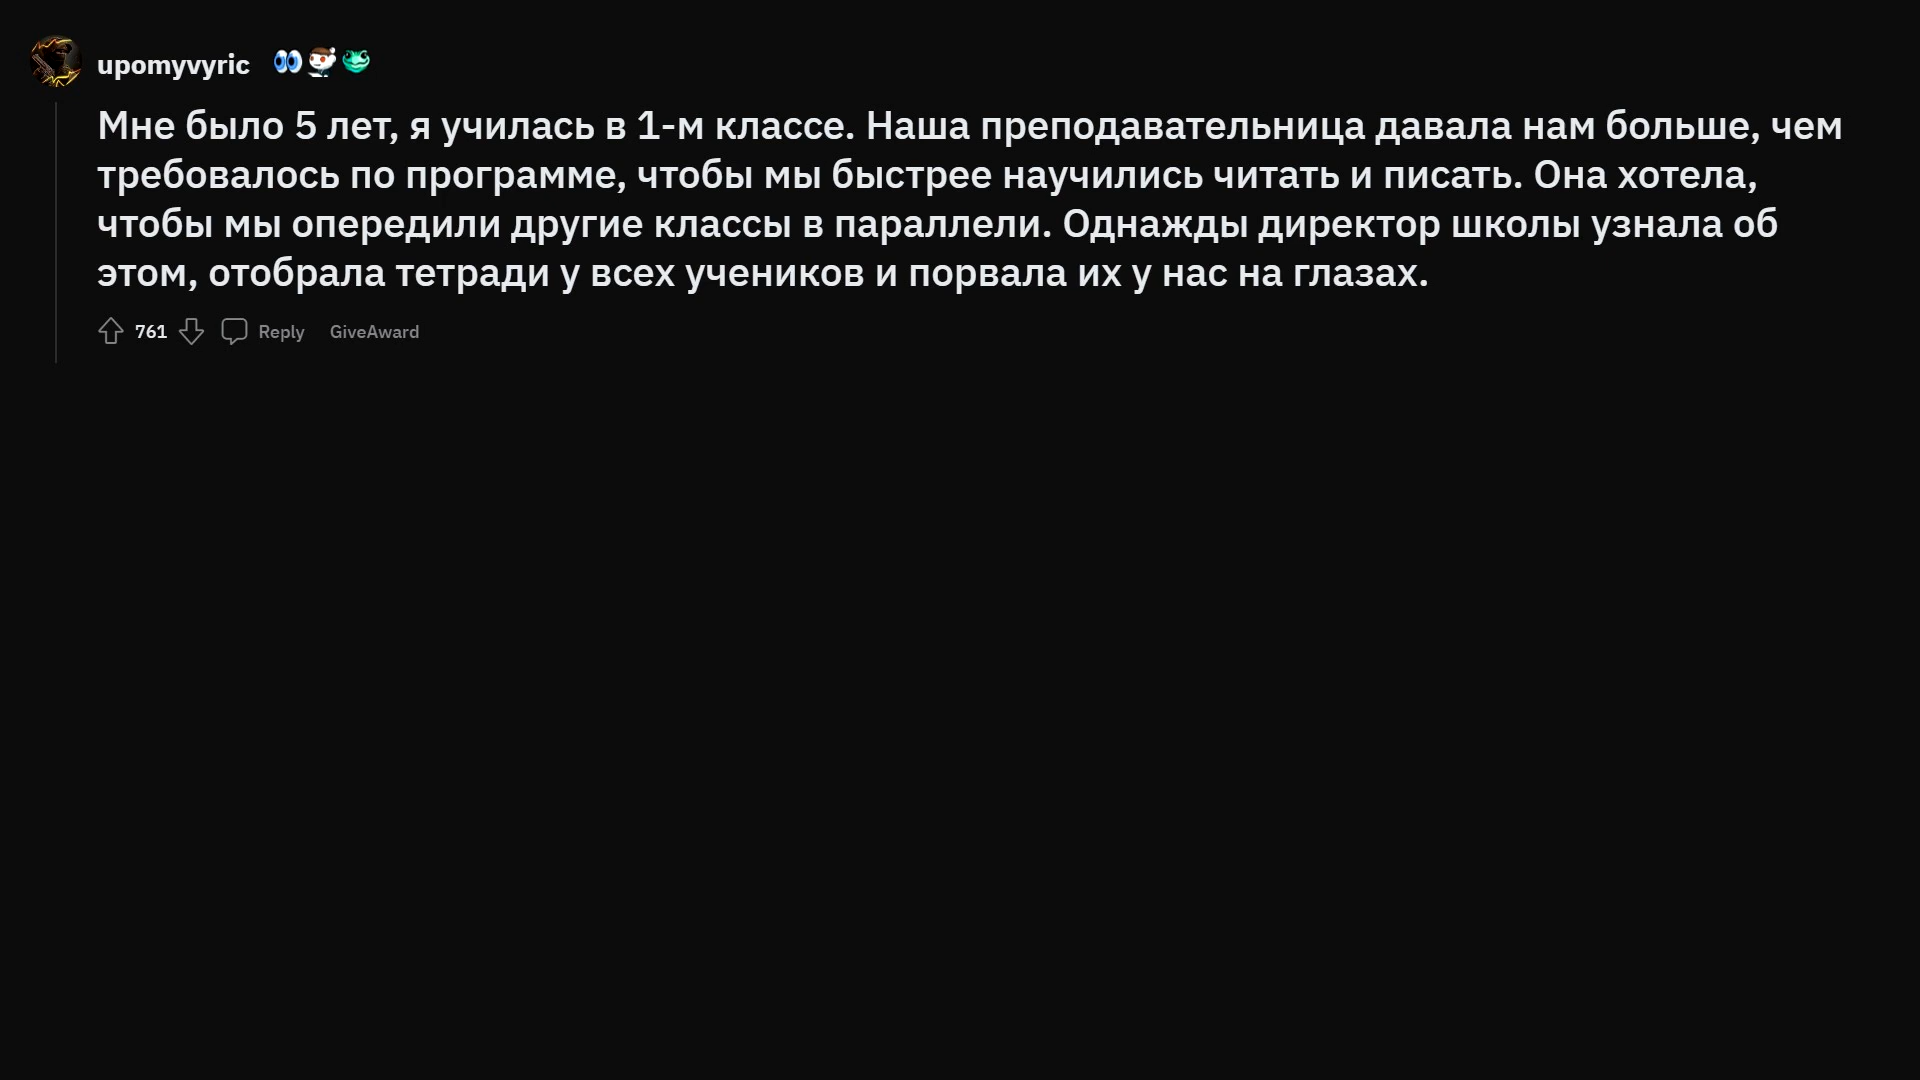 upomyvyric
Мне было 5 лет, я училась в 1-м классе. Наша преподавательница давала нам больше, чем
требовалось по программе, чтобы мы быстрее научились читать и писать. Она хотела,
чтобы мы опередили другие классы в параллели. Однажды директор школы узнала об
этом, отобрала тетради у всех учеников и порвала их у нас на глазах.
761 Reply GiveAward